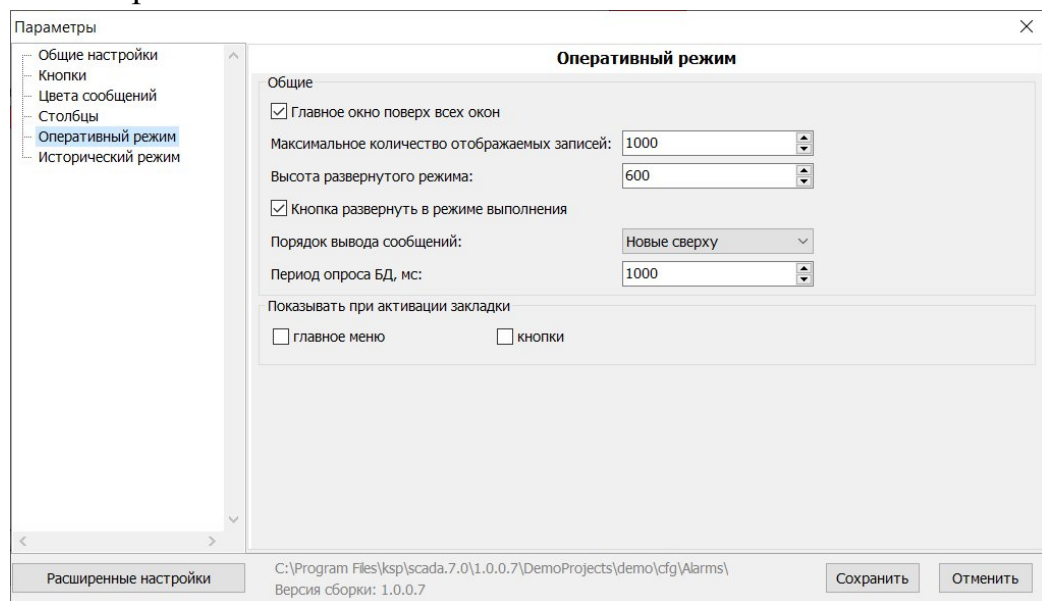 Параметры
Общие настройки
Кнопки
Цвета сообщений
Столбцы
Оперативный режим
Исторический режим
Оперативный режим
Общие
Главное окно поверх всех окон
Максимальное количество отображаемых записей: 1000
Высота развернутого режима: 600
Кнопка развернуть в режиме выполнения
Порядок вывода сообщений: Новые сверху
Период опроса БД, мс: 1000
Показывать при активации закладки
главное меню кнопки
Расширенные настройки
C:\Program Files\ksp\scada.7.0\1.0.0.7\DemoProjects\demo\cfg\Alarms\
Версия сборки: 1.0.0.7
Сохранить Отменить